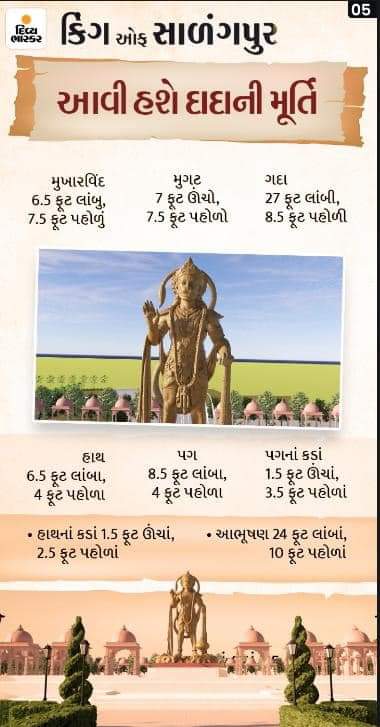 05
દિવ્ય
ભાસ્કર
કિંગ ઓફ સાળંગપુર
આવી હશે દાદાની મૂર્તિ
મુખારવિંદ
6.5 ફૂટ લાંબુ,
7.5 ફૂટ પહોળું
મુગટ
7 ફૂટ ઊંચો,
7.5 ફૂટ પહોળો
ગદા
27 ફૂટ લાંબી,
8.5 ફૂટ પહોળી
હાથ
6.5 ફૂટ લાંબા,
4 ફૂટ પહોળા
પગ
8.5 ફૂટ લાંબા,
4 ફૂટ પહોળા
પગનાં કડાં
1.5 ફૂટ ઊંચાં,
3.5 ફૂટ પહોળાં
• હાથનાં કડાં 1.5 ફૂટ ઊંચાં,
2.5 ફૂટ પહોળાં
• આભૂષણ 24 ફૂટ લાંબાં,
10 ફૂટ પહોળાં